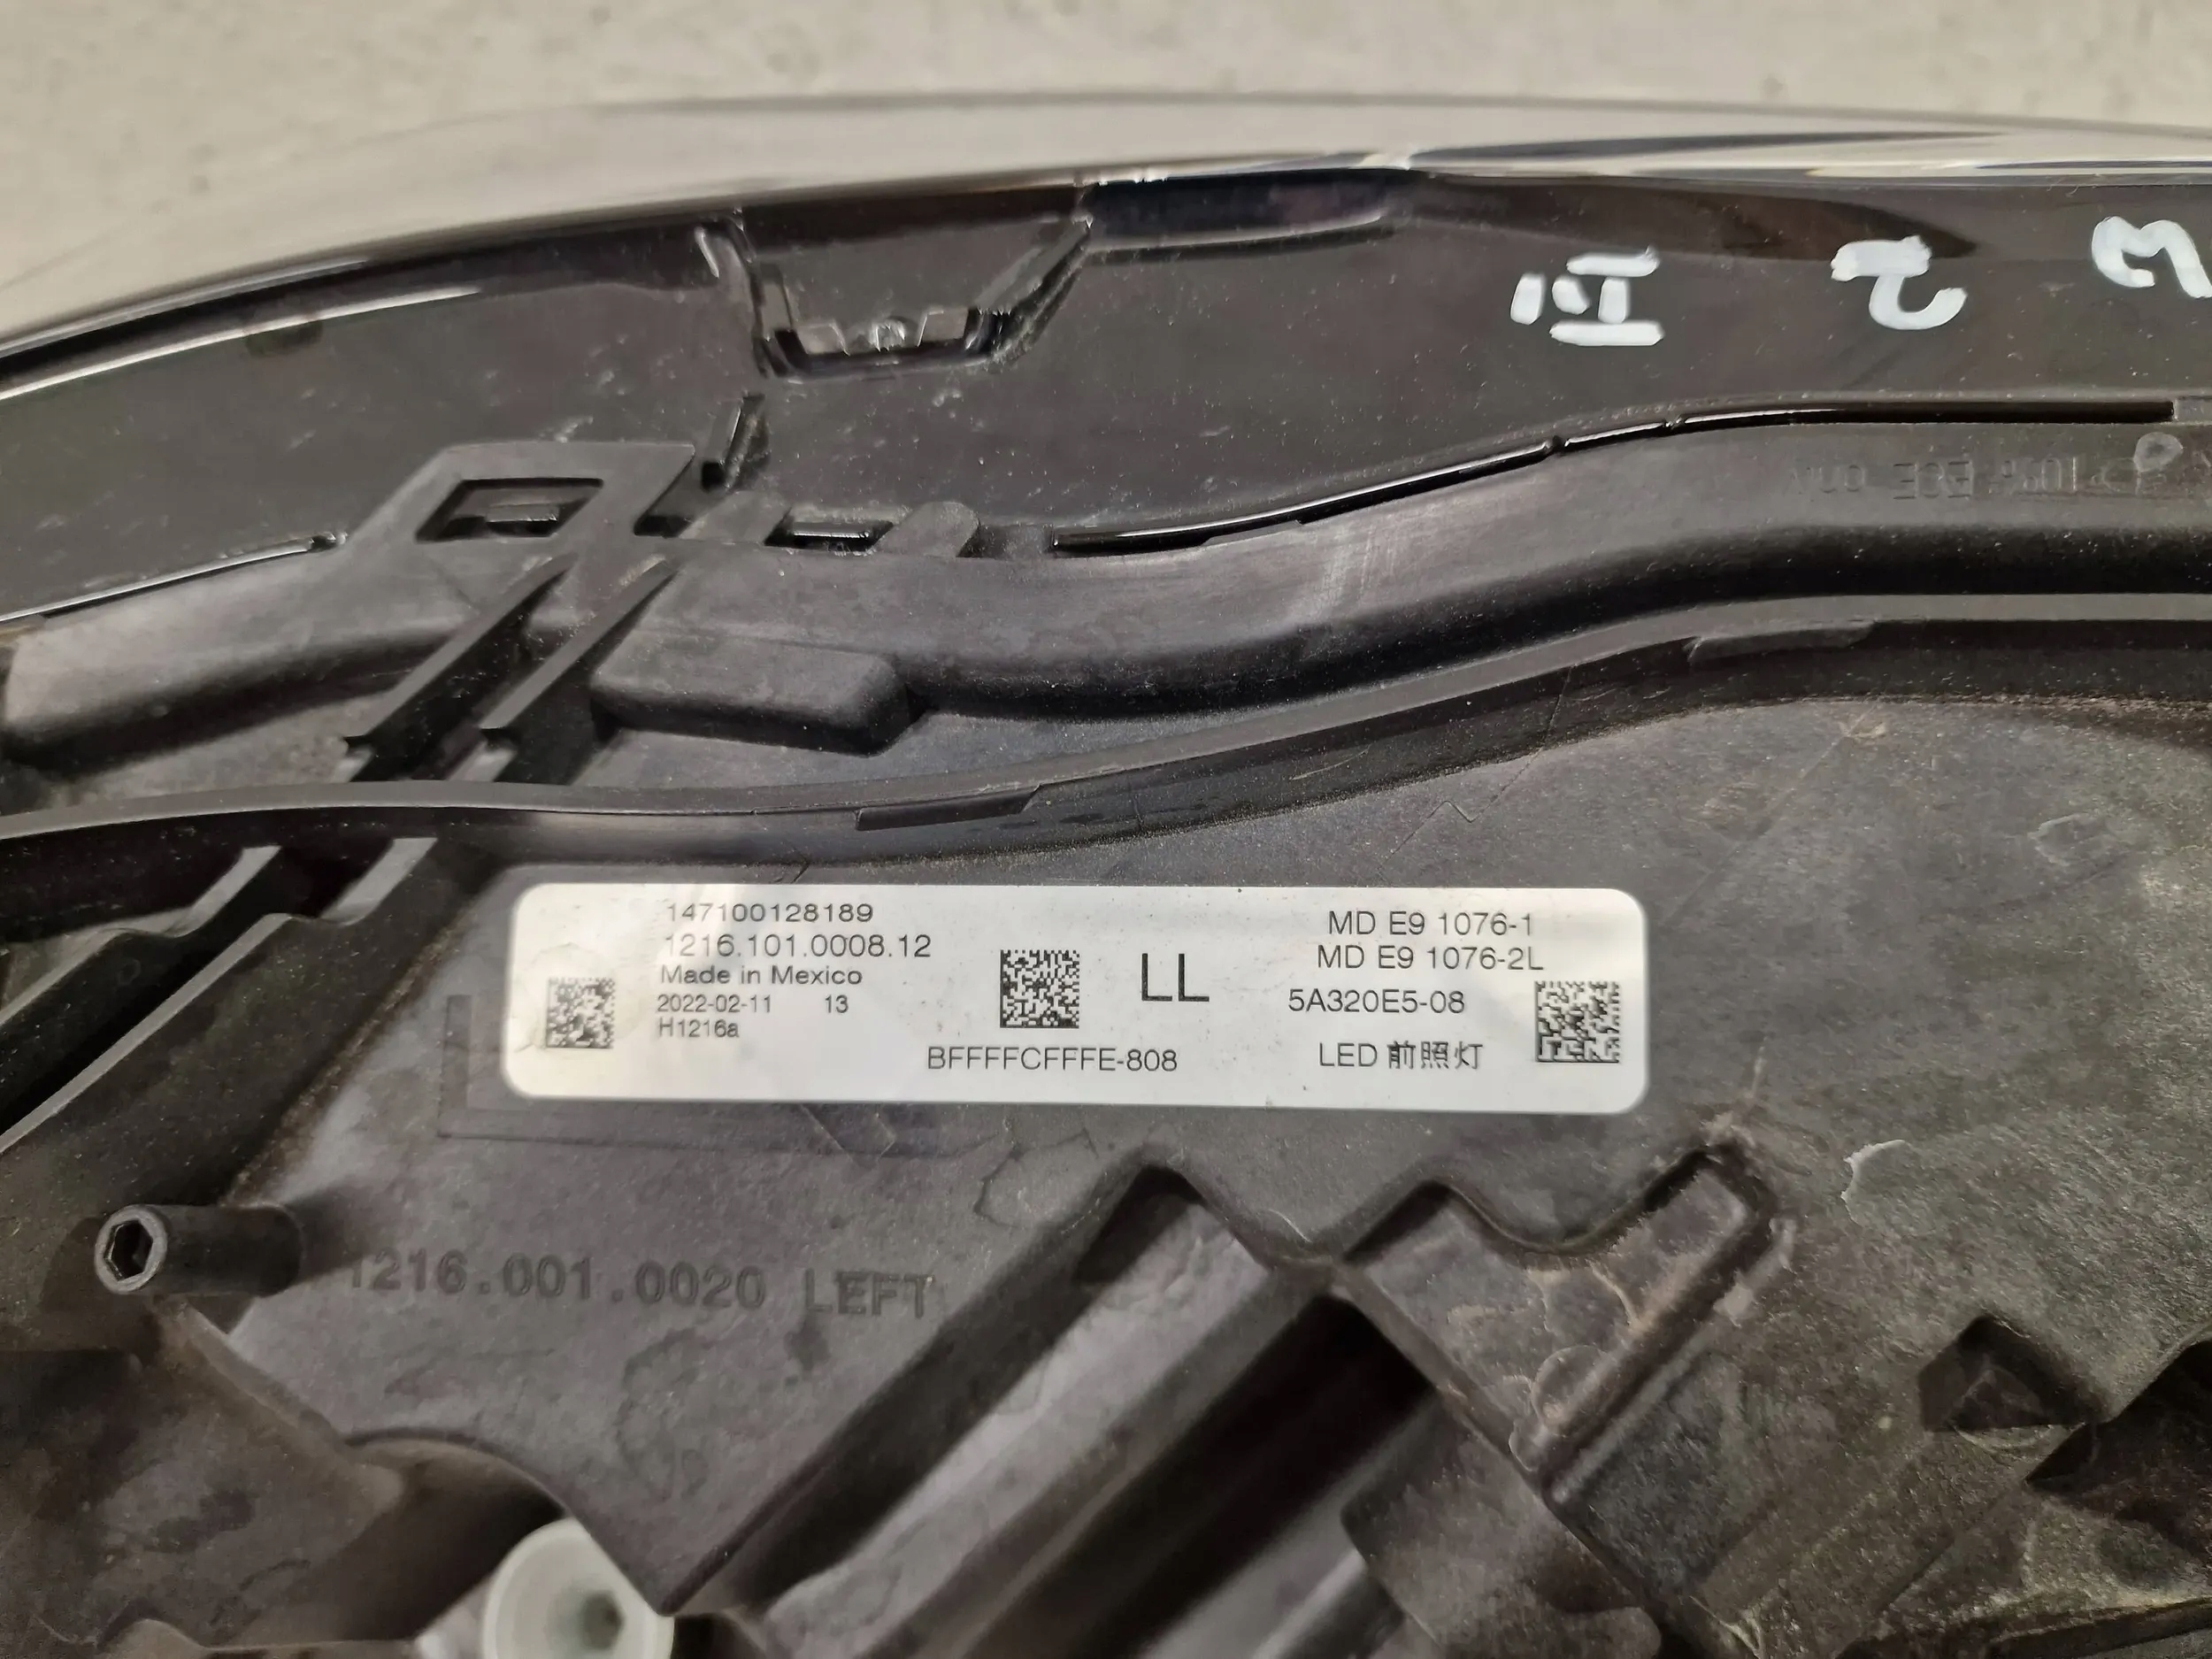 147100128189
1216.101.0008.12
Made in Mexico
2022-02-11 13
H1216a
BFFFFCFFFE-808
LL
MD E9 1076-1
MD E9 1076-2L
5A320E5-08
LED 前照灯
1216.001.0020 LEFT